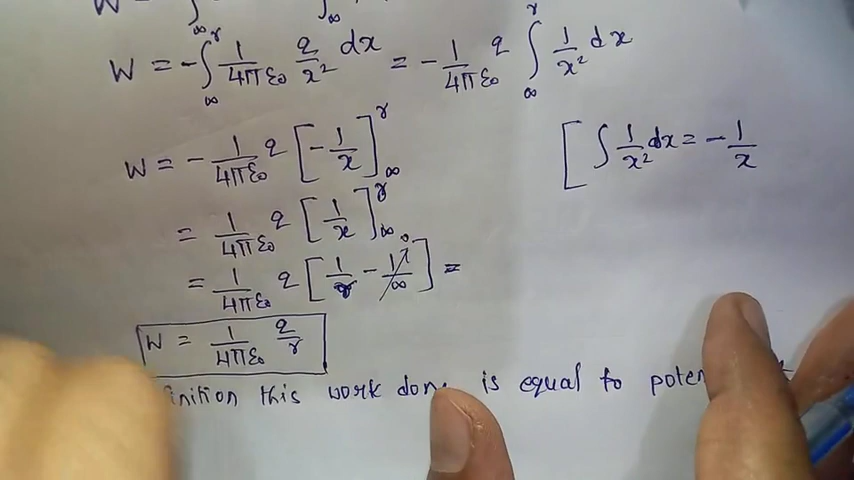 W = ∫ ∫∞
W = - ∫∞^r 1/4πε₀ q/x² dx = - 1/4πε₀ q ∫∞^r 1/x² dx
W = - 1/4πε₀ q [- 1/x]∞^r [ ∫ 1/x² dx = - 1/x
= 1/4πε₀ q [1/x]∞^r
= 1/4πε₀ q [1/r - 1/∞ 0] =
W = 1/4πε₀ q/r
this work done is equal to